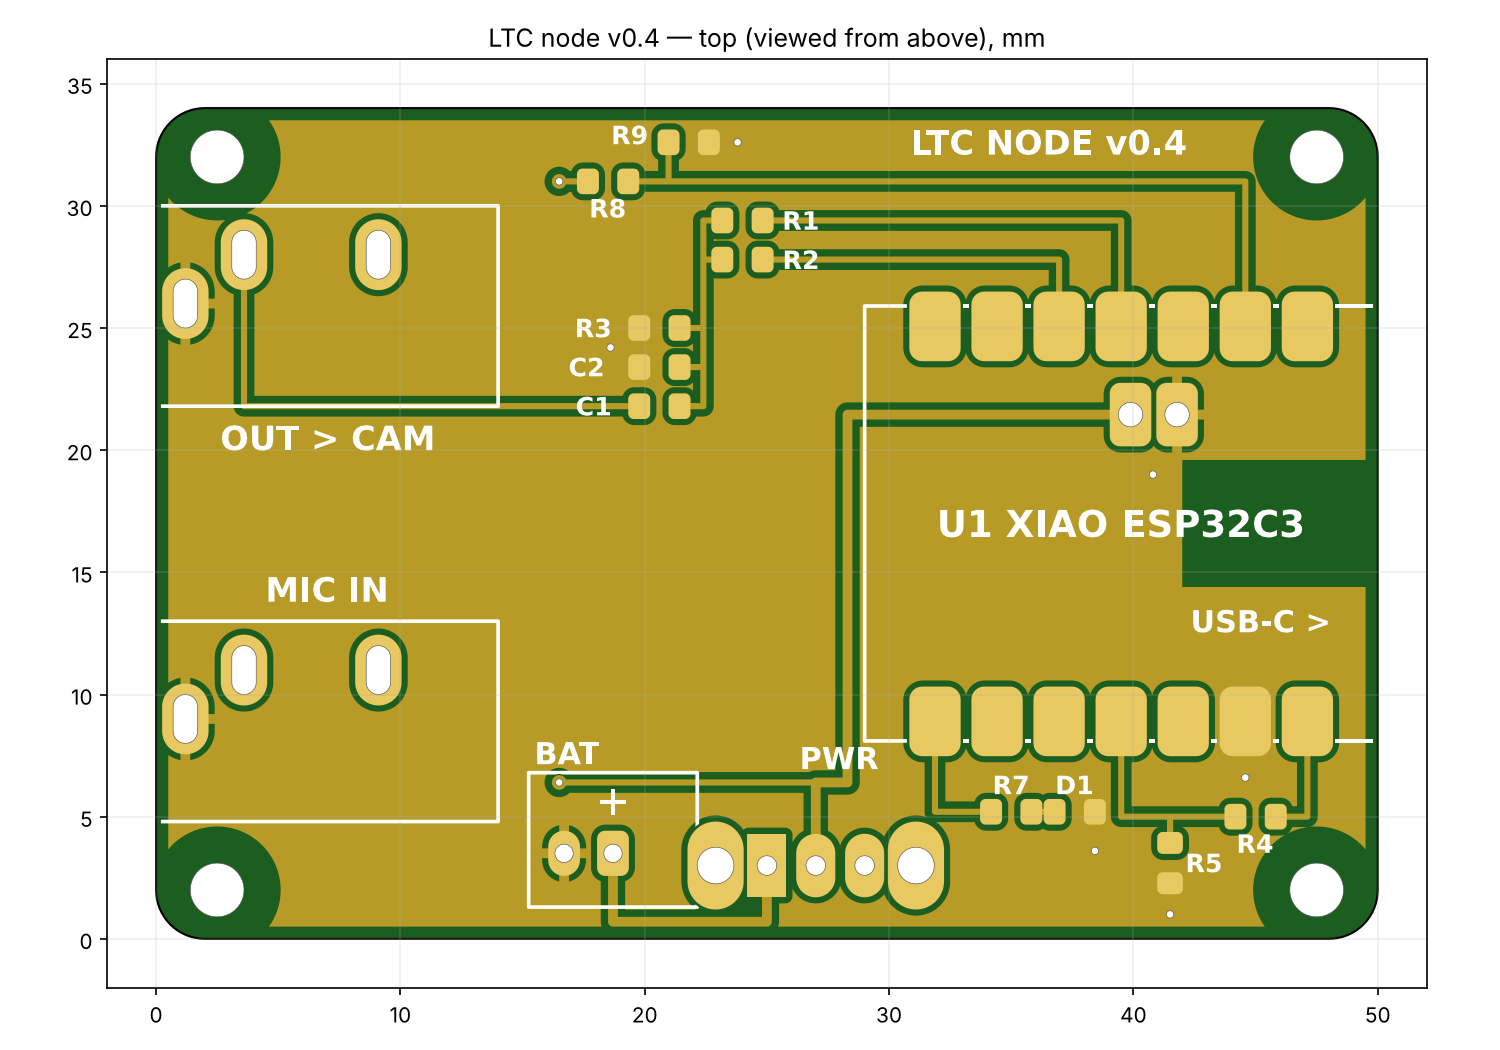 LTC node v0.4 — top (viewed from above), mm
35
30
25
20
15
10
5
0
R9
LTC NODE v0.4
R8
R1
R2
R3
C2
C1
OUT > CAM
U1 XIAO ESP32C3
MIC IN
USB-C >
BAT
PWR
+
R7
D1
R4
R5
0
10
20
30
40
50